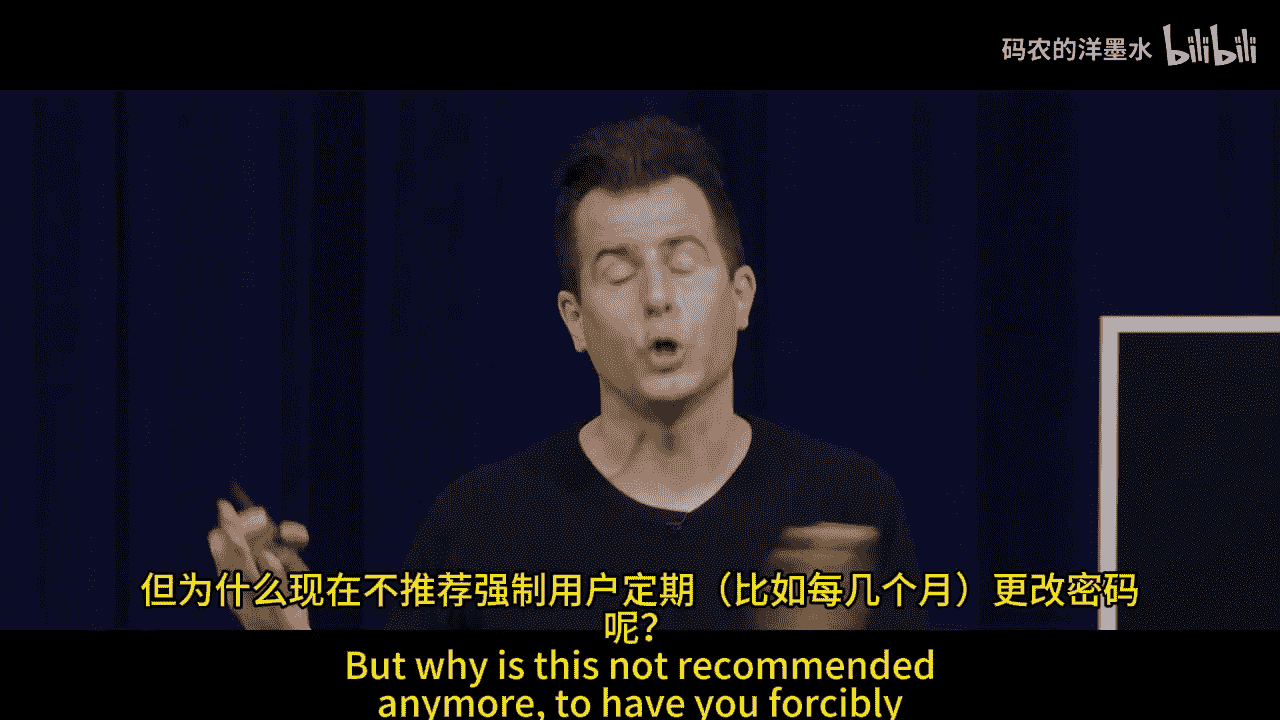 码农的洋墨水 bilibili
但为什么现在不推荐强制用户定期（比如每几个月）更改密码
呢？
But why is this not recommended
anymore, to have you forcibly